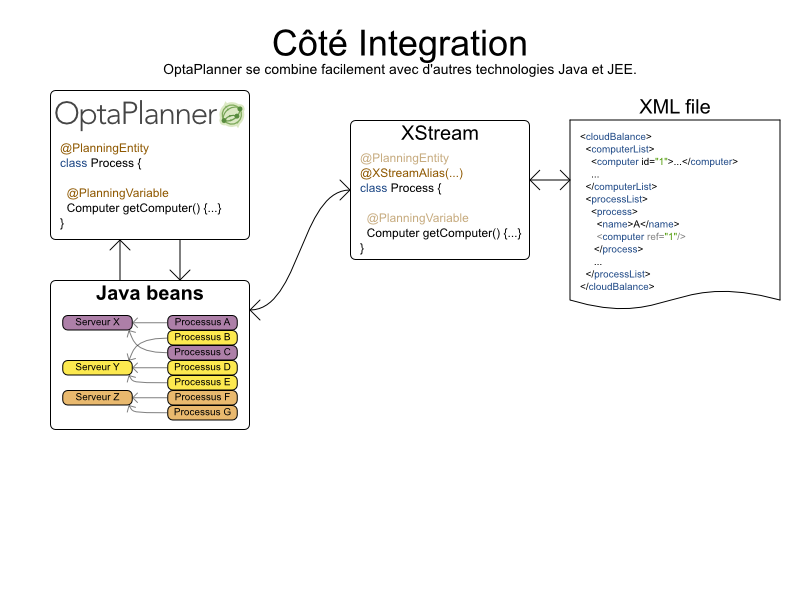 Côté Integration
OptaPlanner se combine facilement avec d'autres technologies Java et JEE.
OptaPlanner
@PlanningEntity
class Process {
@PlanningVariable
Computer getComputer() {...}
}
Java beans
Serveur X
Serveur Y
Serveur Z
Processus A
Processus B
Processus C
Processus D
Processus E
Processus F
Processus G
XStream
@PlanningEntity
@XStreamAlias(...)
class Process {
@PlanningVariable
Computer getComputer() {...}
}
XML file
<cloudBalance>
<computerList>
<computer id="1">...</computer>
...
</computerList>
<processList>
<process>
<name>A</name>
<computer ref="1"/>
</process>
...
</processList>
</cloudBalance>